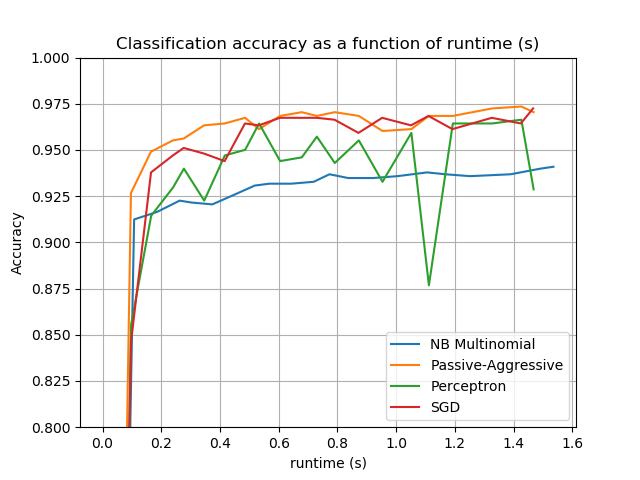 Classification accuracy as a function of runtime (s)
1.000
0.975
0.950
0.925
0.900
0.875
0.850
0.825
0.800
Accuracy
NB Multinomial
Passive-Aggressive
Perceptron
SGD
0.0 0.2 0.4 0.6 0.8 1.0 1.2 1.4 1.6
runtime (s)